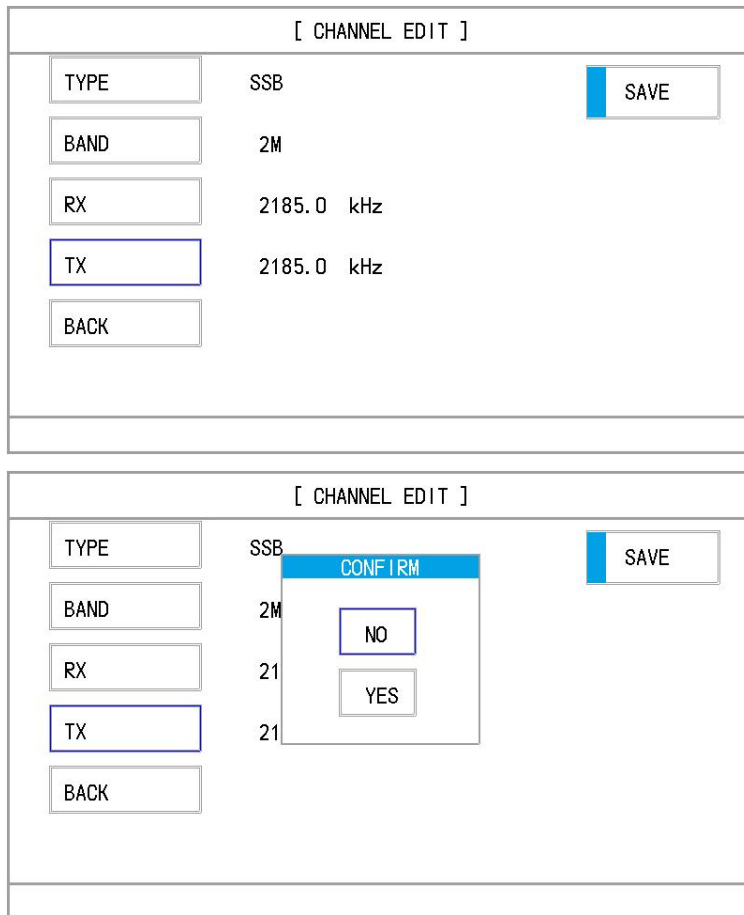 [ CHANNEL EDIT ]
TYPE SSB SAVE
BAND 2M
RX 2185.0 kHz
TX 2185.0 kHz
BACK
[ CHANNEL EDIT ]
TYPE SSB SAVE
CONFIRM
BAND 2M
NO
RX 21
YES
TX 21
BACK